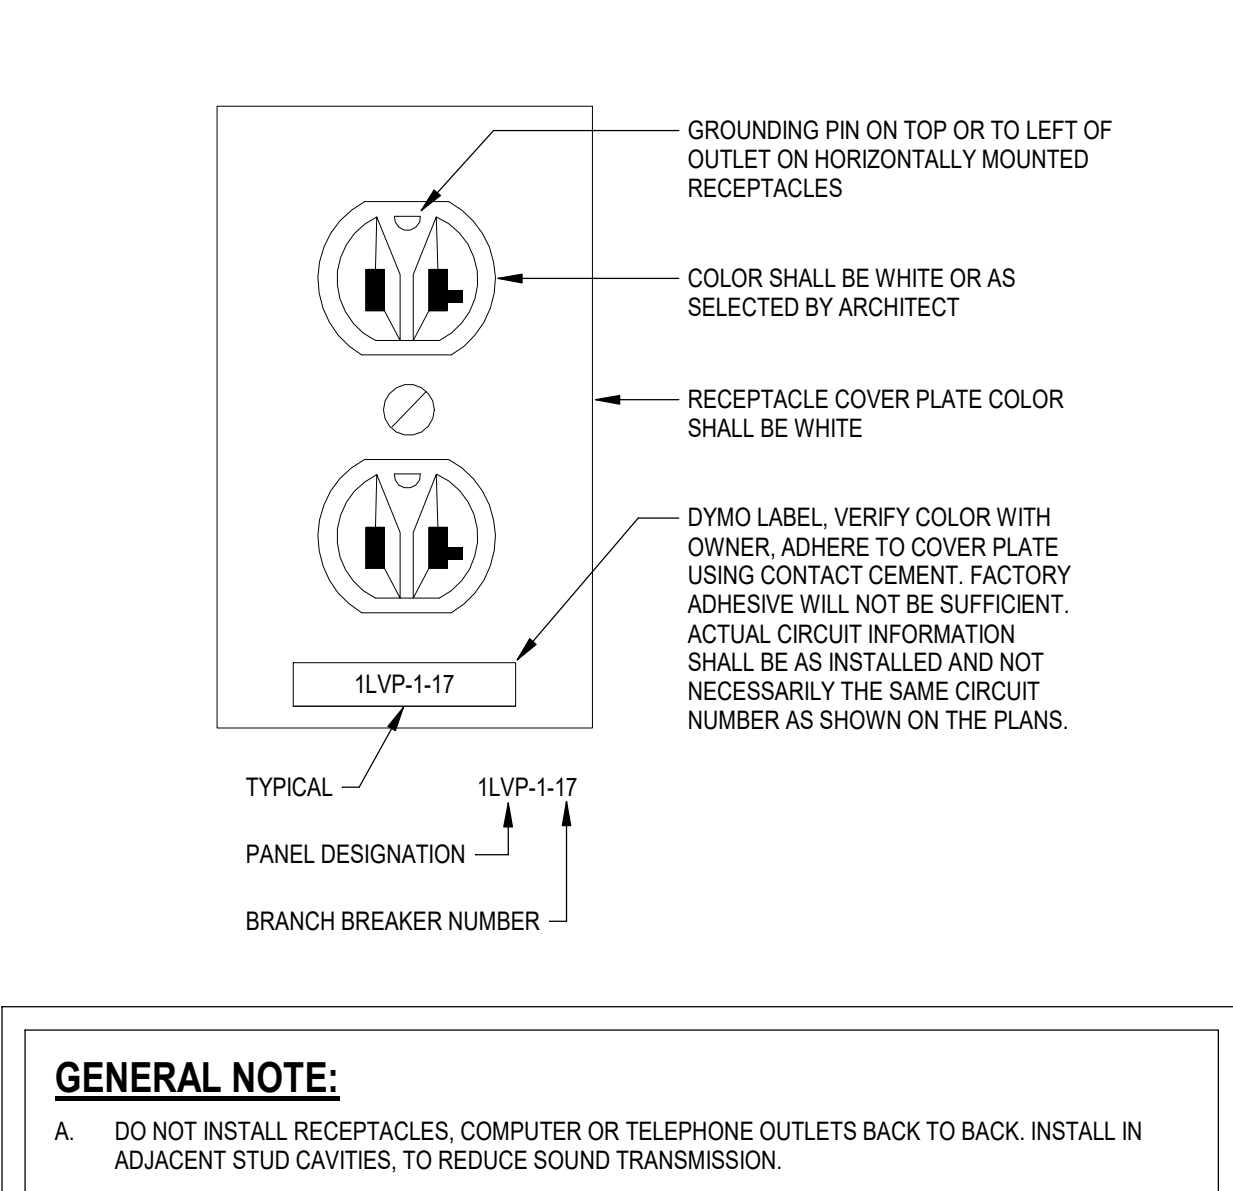 GROUNDING PIN ON TOP OR TO LEFT OF
OUTLET ON HORIZONTALLY MOUNTED
RECEPTACLES
COLOR SHALL BE WHITE OR AS
SELECTED BY ARCHITECT
RECEPTACLE COVER PLATE COLOR
SHALL BE WHITE
DYMO LABEL, VERIFY COLOR WITH
OWNER, ADHERE TO COVER PLATE
USING CONTACT CEMENT. FACTORY
ADHESIVE WILL NOT BE SUFFICIENT.
ACTUAL CIRCUIT INFORMATION
SHALL BE AS INSTALLED AND NOT
NECESSARILY THE SAME CIRCUIT
NUMBER AS SHOWN ON THE PLANS.
1LVP-1-17
TYPICAL
1LVP-1-17
PANEL DESIGNATION
BRANCH BREAKER NUMBER
GENERAL NOTE:
A. DO NOT INSTALL RECEPTACLES, COMPUTER OR TELEPHONE OUTLETS BACK TO BACK. INSTALL IN
ADJACENT STUD CAVITIES, TO REDUCE SOUND TRANSMISSION.